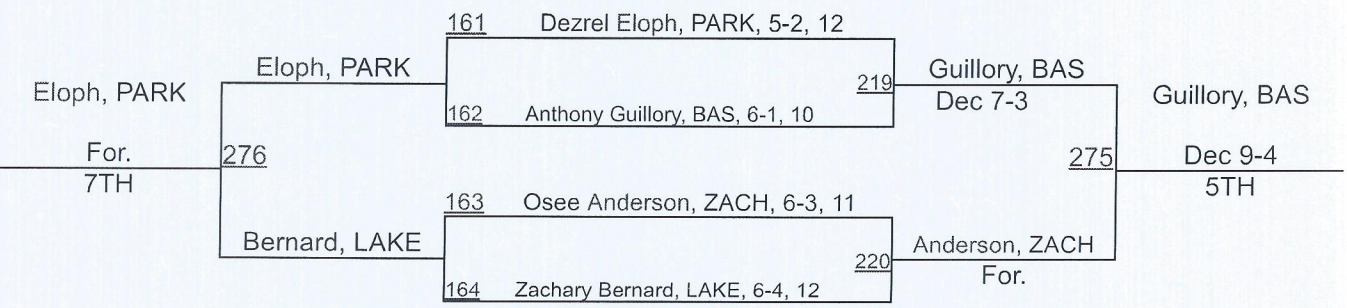 161 Dezrel Eloph, PARK, 5-2, 12
Eloph, PARK
Guillory, BAS
Eloph, PARK
219
Dec 7-3
Guillory, BAS
162 Anthony Guillory, BAS, 6-1, 10
For.
276
275
Dec 9-4
7TH
5TH
163 Osee Anderson, ZACH, 6-3, 11
Bernard, LAKE
Anderson, ZACH
220
For.
164 Zachary Bernard, LAKE, 6-4, 12